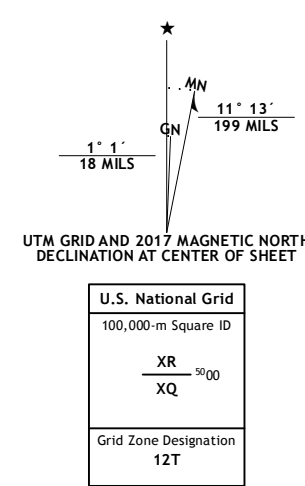 ★
MN
GN
11° 13´
199 MILS
1° 1´
18 MILS
UTM GRID AND 2017 MAGNETIC NORTH
DECLINATION AT CENTER OF SHEET
U.S. National Grid
100,000-m Square ID
XR
5000
XQ
Grid Zone Designation
12T